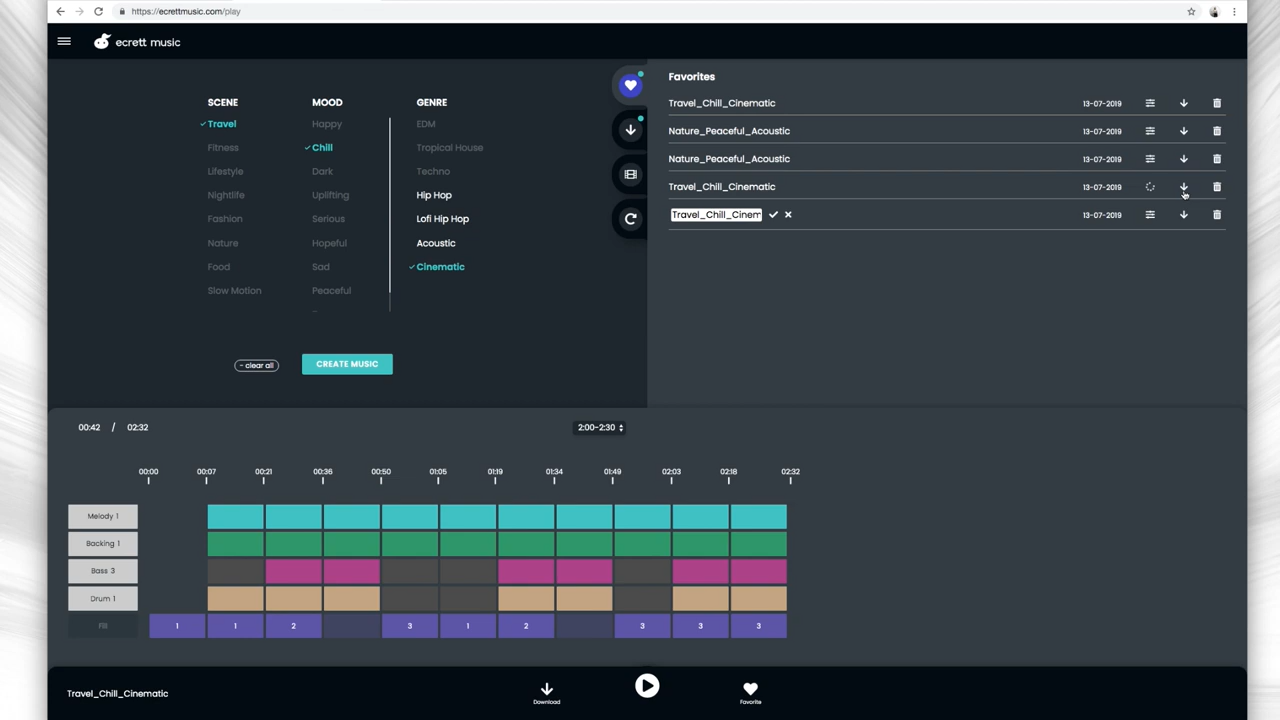 https://ecrettmusic.com/play
ecrett music
SCENE
Travel
Fitness
Lifestyle
Nightlife
Fashion
Nature
Food
Slow Motion
MOOD
Happy
Chill
Dark
Uplifting
Serious
Hopeful
Sad
Peaceful
GENRE
EDM
Tropical House
Techno
Hip Hop
Lofi Hip Hop
Acoustic
Cinematic
- clear all
CREATE MUSIC
Favorites
Travel_Chill_Cinematic 13-07-2019
Nature_Peaceful_Acoustic 13-07-2019
Nature_Peaceful_Acoustic 13-07-2019
Travel_Chill_Cinematic 13-07-2019
Travel_Chill_Cinem 13-07-2019
00:42 / 02:32
2:00-2:30
00:00 00:07 00:21 00:36 00:50 01:05 01:19 01:34 01:49 02:03 02:18 02:32
Melody 1
Backing 1
Bass 3
Drum 1
Fill 1 1 2 3 1 2 3 3 3
Travel_Chill_Cinematic
Download
Favorite